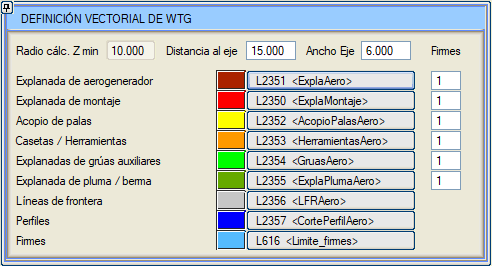 DEFINICIÓN VECTORIAL DE WTG
Radio cálc. Z min 10.000 Distancia al eje 15.000 Ancho Eje 6.000 Firmes
Explanada de aerogenerador L2351 <ExplaAero> 1
Explanada de montaje L2350 <ExplaMontaje> 1
Acopio de palas L2352 <AcopioPalasAero> 1
Casetas / Herramientas L2353 <HerramientasAero> 1
Explanadas de grúas auxiliares L2354 <GruasAero> 1
Explanada de pluma / berma L2355 <ExplaPlumaAero> 1
Líneas de frontera L2356 <LFRAero>
Perfiles L2357 <CortePerfilAero>
Firmes L616 <Limite_firmes>